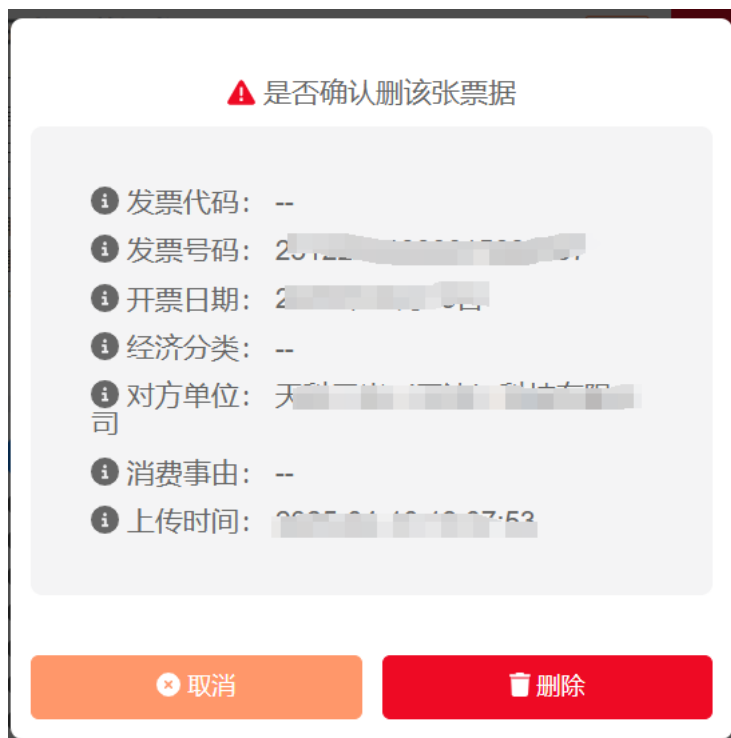 是否确认删该张票据
发票代码： --
发票号码：
开票日期：
经济分类： --
对方单位：
司
消费事由： --
上传时间：
取消
删除